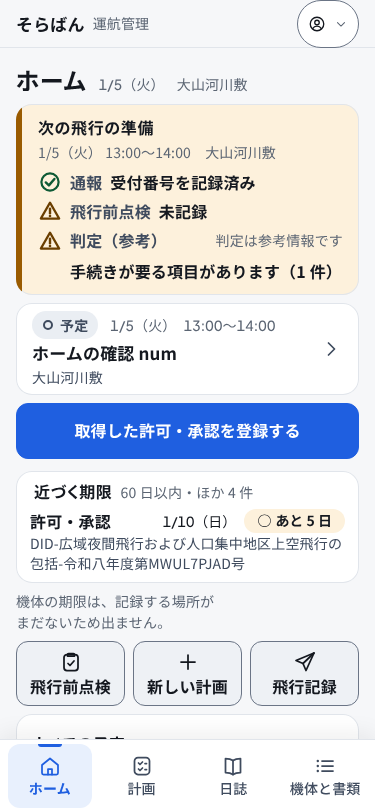 そらばん 運航管理
ホーム 1/5（火） 大山河川敷
次の飛行の準備
1/5（火） 13:00〜14:00 大山河川敷
通報 受付番号を記録済み
飛行前点検 未記録
判定（参考） 判定は参考情報です
手続きが要る項目があります（1 件）
予定 1/5（火） 13:00〜14:00
ホームの確認 num
大山河川敷
取得した許可・承認を登録する
近づく期限 60 日以内・ほか 4 件
許可・承認 1/10（日） あと 5 日
DID-広域夜間飛行および人口集中地区上空飛行の
包括-令和八年度第MWUL7PJAD号
機体の期限は、記録する場所が
まだないため出ません。
飛行前点検 新しい計画 飛行記録
ホーム 計画 日誌 機体と書類